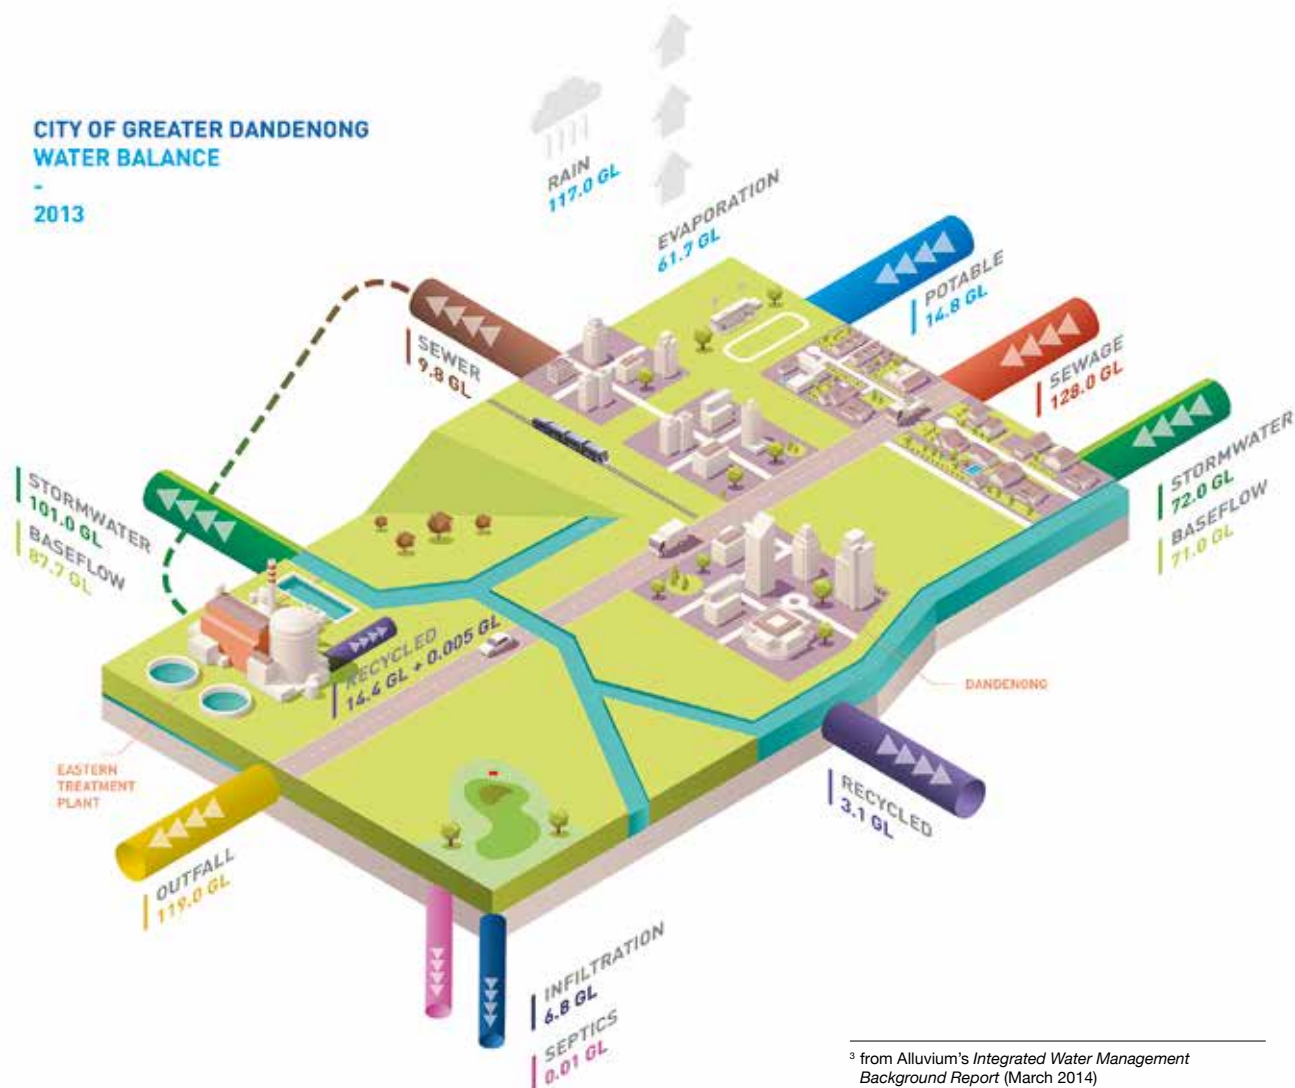 CITY OF GREATER DANDENONG
WATER BALANCE
-
2013
RAIN
117.0 GL
EVAPORATION
61.7 GL
POTABLE
14.8 GL
SEWAGE
128.0 GL
SEWER
9.8 GL
STORMWATER
72.0 GL
BASEFLOW
71.0 GL
STORMWATER
101.0 GL
BASEFLOW
87.7 GL
RECYCLED
14.4 GL + 0.005 GL
DANDENONG
EASTERN
TREATMENT
PLANT
RECYCLED
3.1 GL
OUTFALL
119.0 GL
INFILTRATION
6.8 GL
SEPTICS
0.01 GL
³ from Alluvium's Integrated Water Management
Background Report (March 2014)